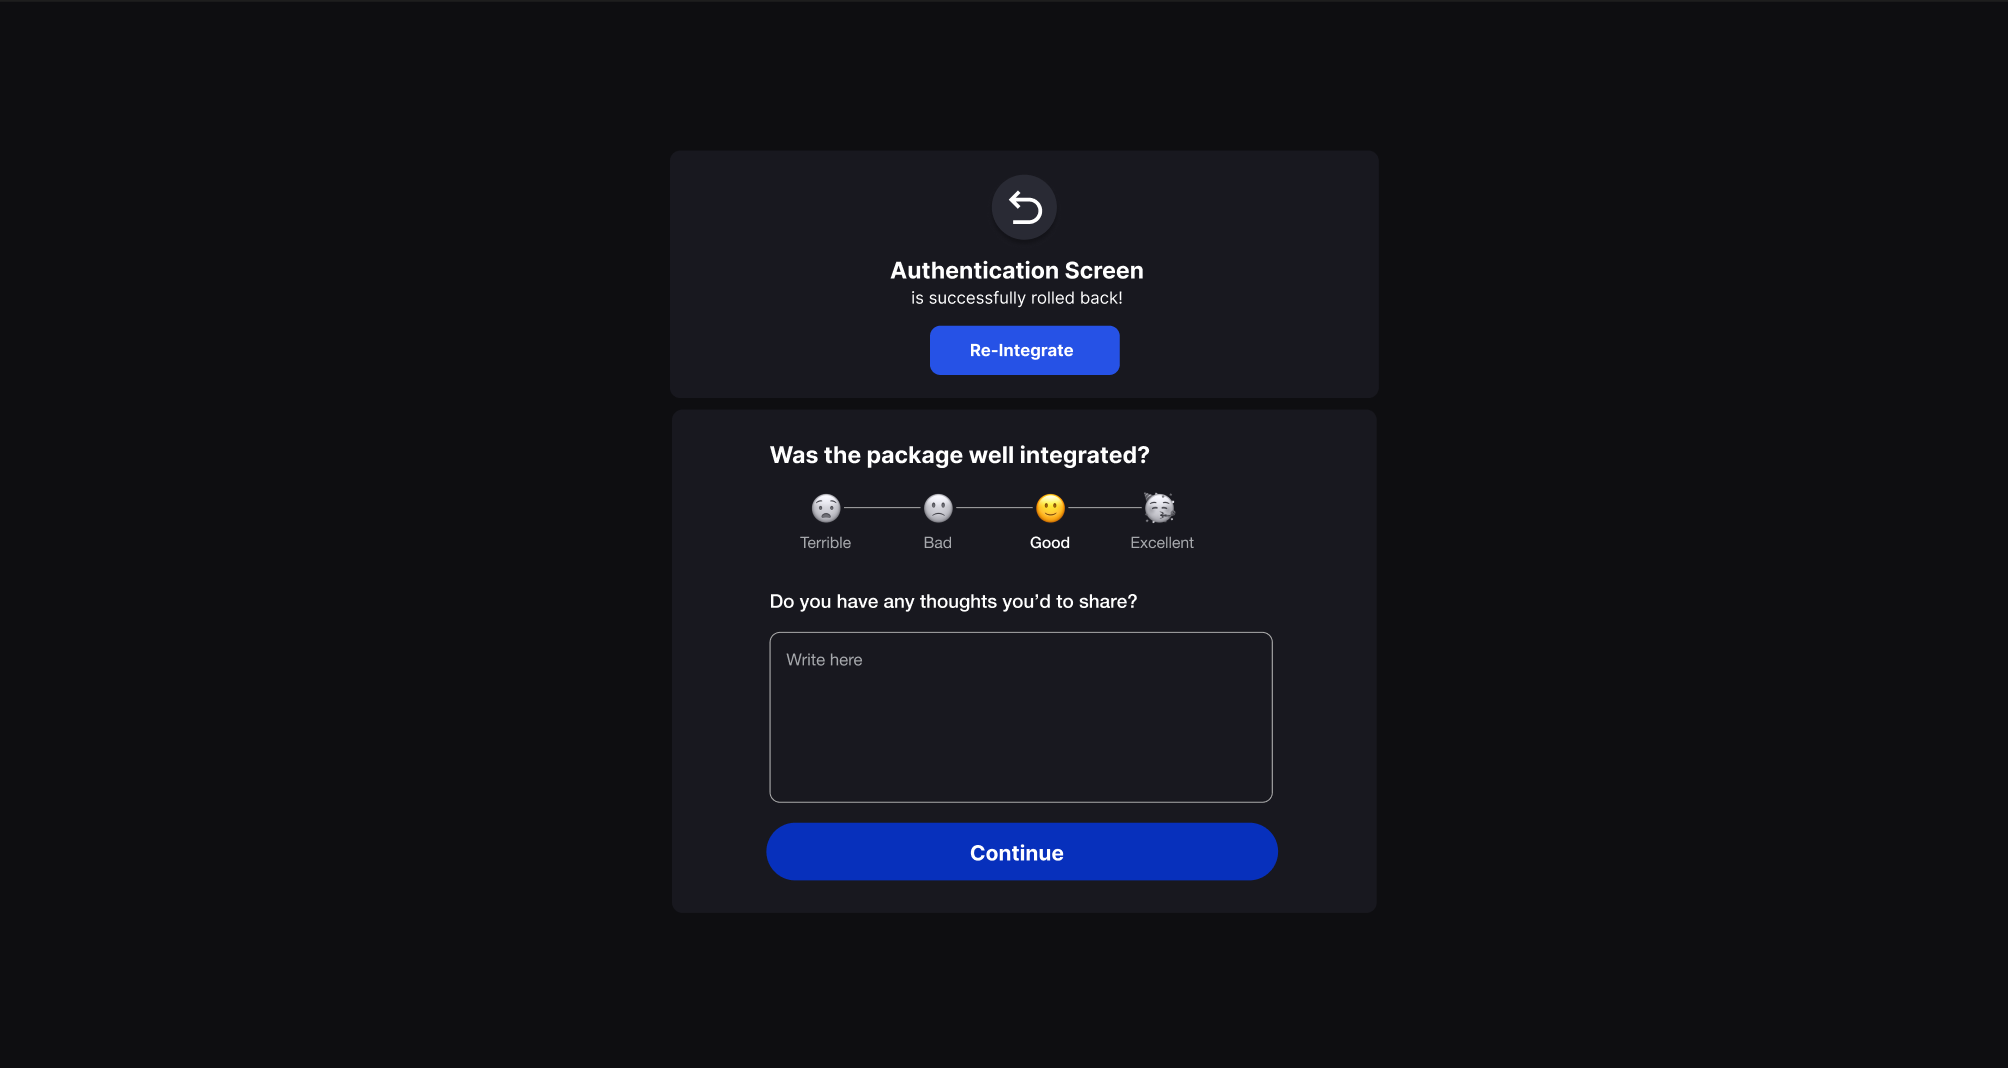 Authentication Screen
is successfully rolled back!
Re-Integrate
Was the package well integrated?
Terrible
Bad
Good
Excellent
Do you have any thoughts you’d to share?
Write here
Continue